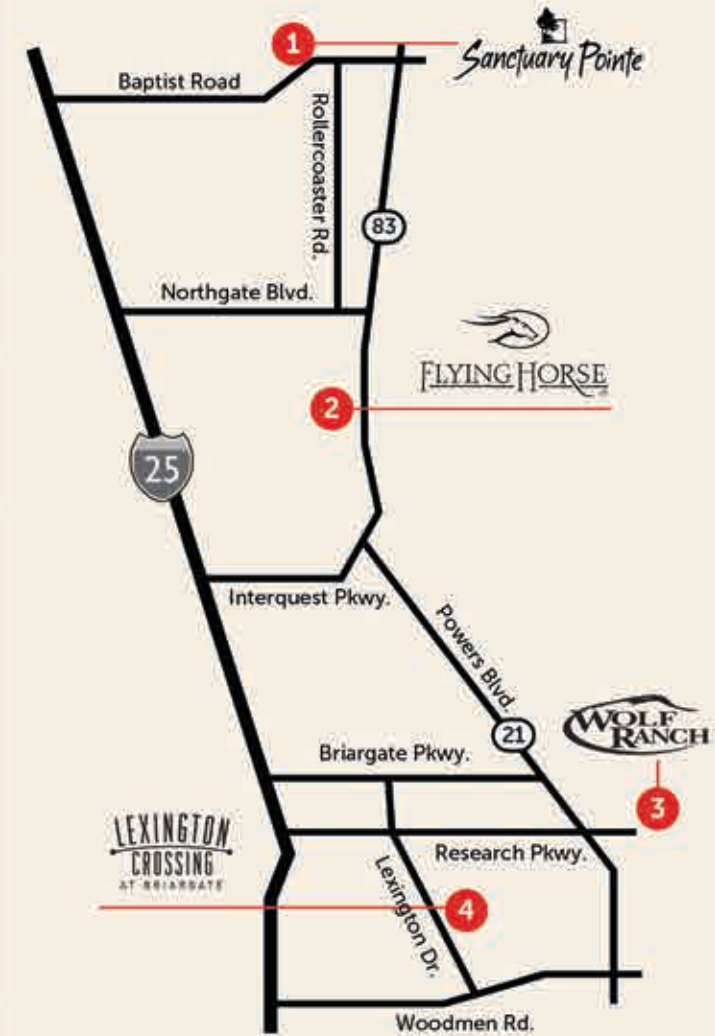 1
Sanctuary Pointe
Baptist Road
Rollercoaster Rd.
83
Northgate Blvd.
FLYING HORSE
2
25
Interquest Pkwy.
Powers Blvd.
21
WOLF
RANCH
Briargate Pkwy.
3
LEXINGTON
CROSSING
AT BRIARGATE
Research Pkwy.
Lexington Dr.
4
Woodmen Rd.